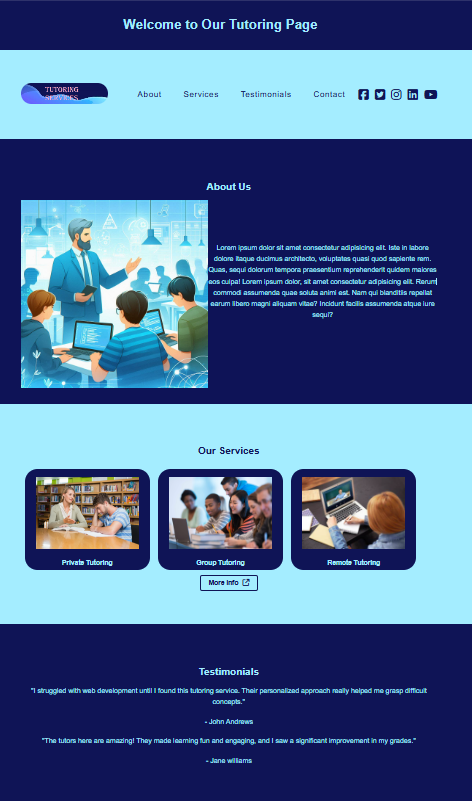 Welcome to Our Tutoring Page
TUTORING
SERVICES
About Services Testimonials Contact
About Us
Lorem ipsum dolor sit amet consectetur adipisicing elit. Iste in labore
dolore itaque ducimus architecto, voluptates quasi quod sapiente rem.
Quas, sequi dolorum tempora praesentium reprehenderit quidem maiores
eos culpa! Lorem ipsum dolor, sit amet consectetur adipisicing elit. Rerum
commodi assumenda quae soluta animi est. Nam qui blanditiis repellat
earum libero magni aliquam vitae? Incidunt facilis assumenda atque iure
sequi?
Our Services
Private Tutoring
Group Tutoring
Remote Tutoring
More Info
Testimonials
"I struggled with web development until I found this tutoring service. Their personalized approach really helped me grasp difficult
concepts."
- John Andrews
"The tutors here are amazing! They made learning fun and engaging, and I saw a significant improvement in my grades."
- Jane williams